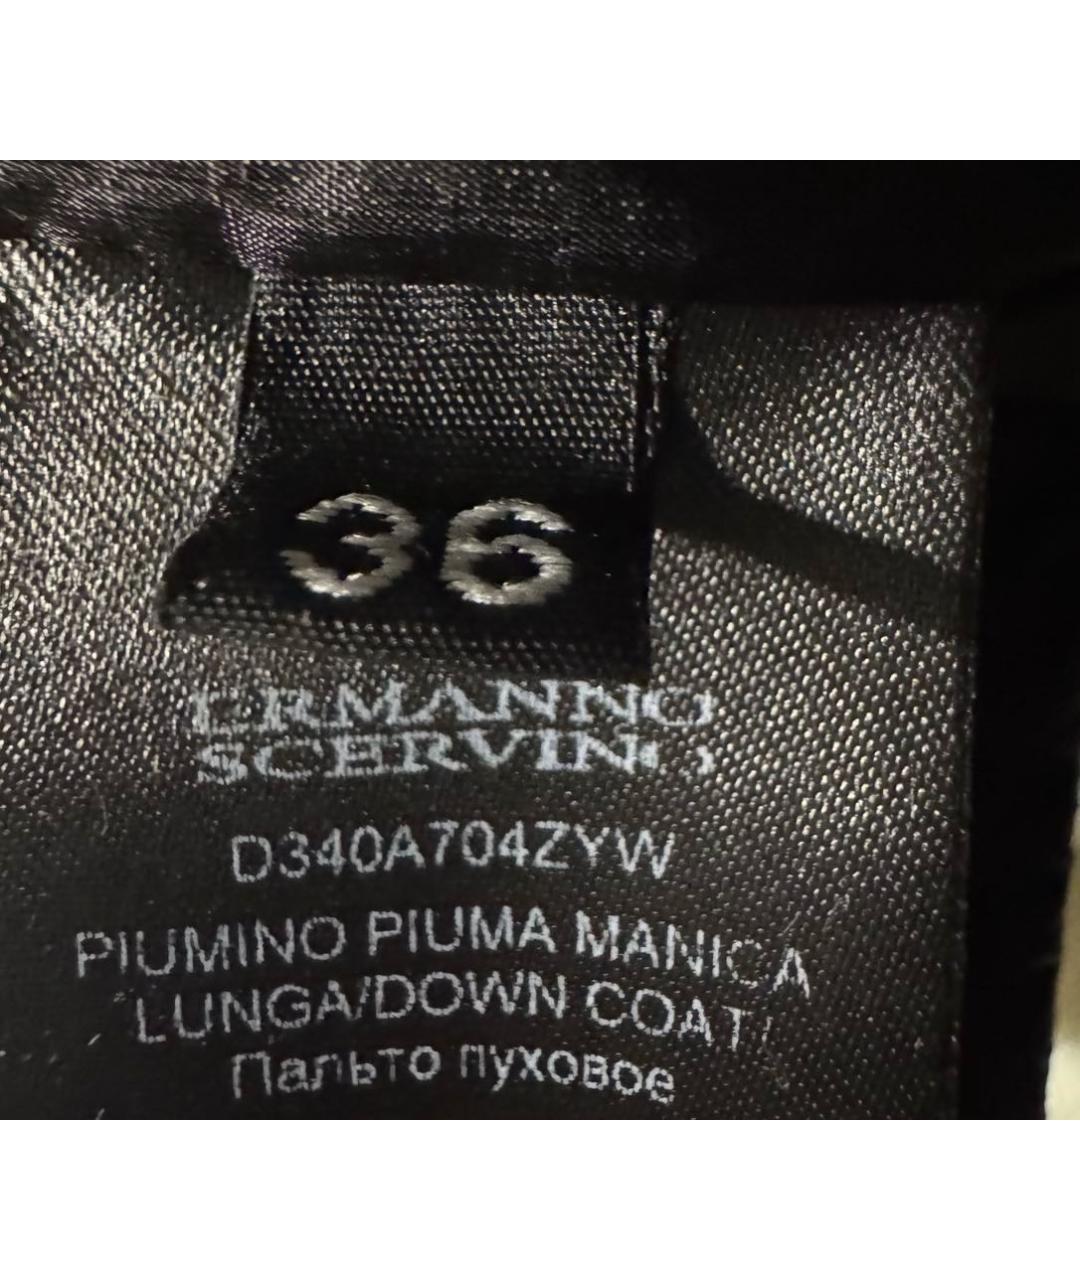 36
ERMANNO
SCERVINO
D340A704ZYW
PIUMINO PIUMA MANICA
LUNGA/DOWN COAT/
Пальто пуховое